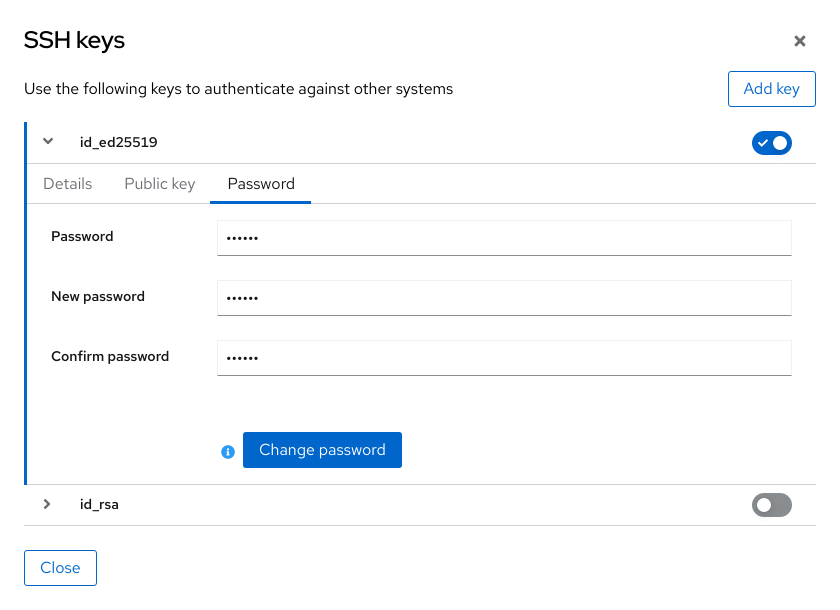 SSH keys
Use the following keys to authenticate against other systems
Add key
id_ed25519
Details Public key Password
Password ••••••
New password ••••••
Confirm password ••••••
Change password
id_rsa
Close